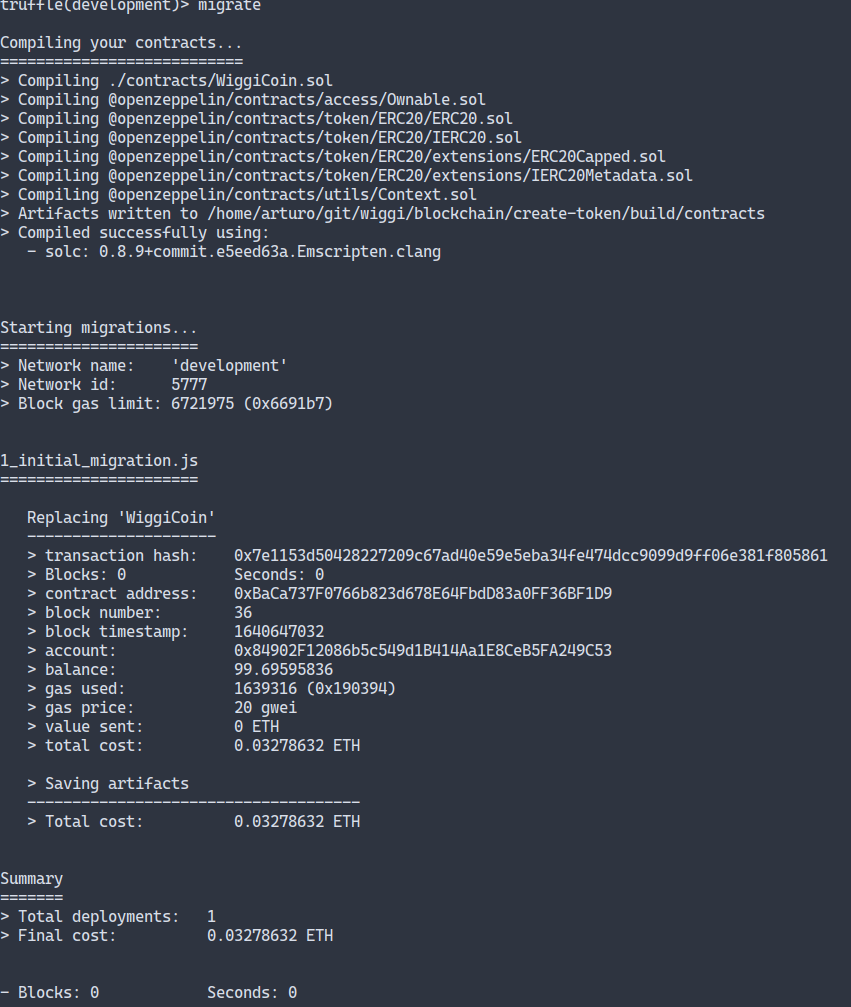 truffle(development)> migrate
Compiling your contracts...
===========================
> Compiling ./contracts/WiggiCoin.sol
> Compiling @openzeppelin/contracts/access/Ownable.sol
> Compiling @openzeppelin/contracts/token/ERC20/ERC20.sol
> Compiling @openzeppelin/contracts/token/ERC20/IERC20.sol
> Compiling @openzeppelin/contracts/token/ERC20/extensions/ERC20Capped.sol
> Compiling @openzeppelin/contracts/token/ERC20/extensions/IERC20Metadata.sol
> Compiling @openzeppelin/contracts/utils/Context.sol
> Artifacts written to /home/arturo/git/wiggi/blockchain/create-token/build/contracts
> Compiled successfully using:
   - solc: 0.8.9+commit.e5eed63a.Emscripten.clang
Starting migrations...
======================
> Network name:    'development'
> Network id:      5777
> Block gas limit: 6721975 (0x6691b7)
1_initial_migration.js
======================
   Replacing 'WiggiCoin'
   ---------------------
   > transaction hash:    0x7e1153d50428227209c67ad40e59e5eba34fe474dcc9099d9ff06e381f805861
   > Blocks: 0            Seconds: 0
   > contract address:    0xBaCa737F0766b823d678E64FbdD83a0FF36BF1D9
   > block number:        36
   > block timestamp:     1640647032
   > account:             0x84902F12086b5c549d1B414Aa1E8CeB5FA249C53
   > balance:             99.69595836
   > gas used:            1639316 (0x190394)
   > gas price:           20 gwei
   > value sent:          0 ETH
   > total cost:          0.03278632 ETH
   > Saving artifacts
   -------------------------------------
   > Total cost:          0.03278632 ETH
Summary
=======
> Total deployments:   1
> Final cost:          0.03278632 ETH
- Blocks: 0            Seconds: 0